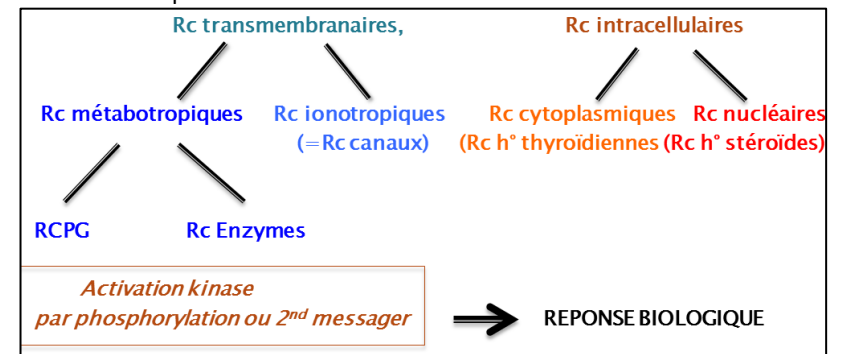 Rc transmembranaires,
Rc intracellulaires
Rc métabotropiques
Rc ionotropiques
(=Rc canaux)
Rc cytoplasmiques
(Rc h° thyroïdiennes
Rc nucléaires
(Rc h° stéroïdes)
RCPG
Rc Enzymes
Activation kinase
par phosphorylation ou 2nd messager
REPONSE BIOLOGIQUE